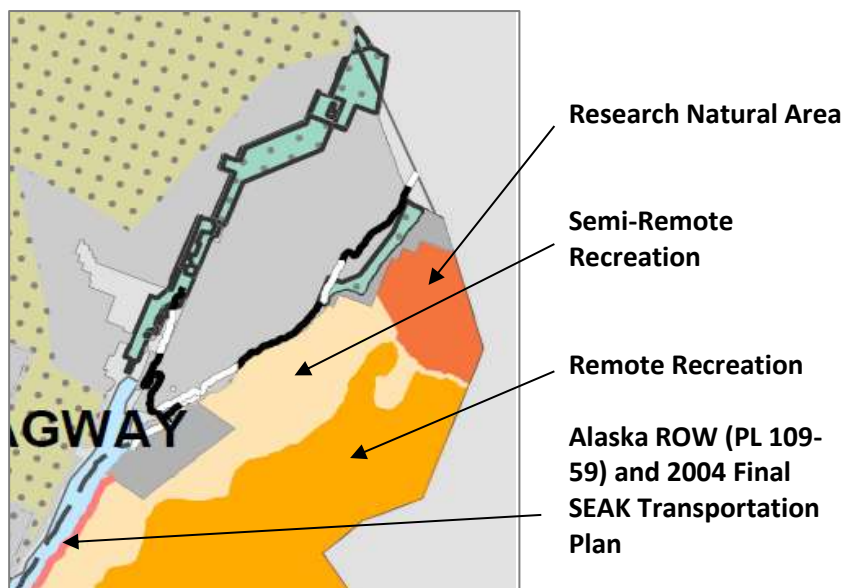 Research Natural Area
Semi-Remote
Recreation
Remote Recreation
AGWAY
Alaska ROW (PL 109-
59) and 2004 Final
SEAK Transportation
Plan